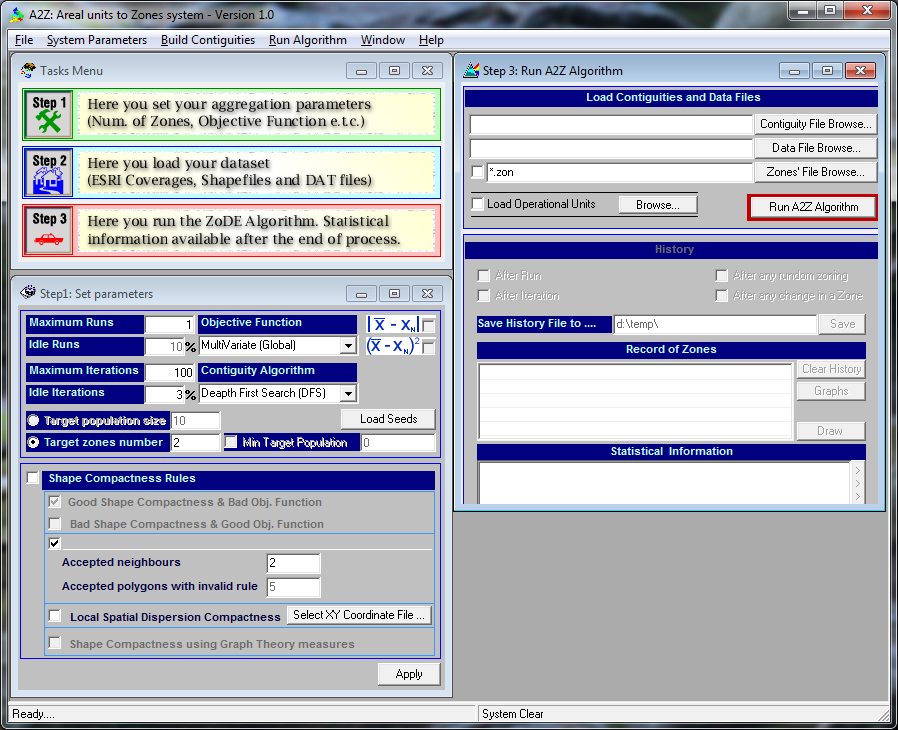 A2Z: Areal units to Zones system - Version 1.0
File System Parameters Build Contiguities Run Algorithm Window Help
Tasks Menu
Step 1
Here you set your aggregation parameters
(Num. of Zones, Objective Function e.t.c.)
Step 2
Here you load your dataset
(ESRI Coverages, Shapefiles and DAT files)
Step 3
Here you run the ZoDE Algorithm. Statistical
information available after the end of process.
Step1: Set parameters
Maximum Runs 1 Objective Function |x̅ - xN|
Idle Runs 10 % MultiVariate (Global) (x̅ - xN)²
Maximum Iterations 100 Contiguity Algorithm
Idle Iterations 3 % Deapth First Search (DFS)
Target population size 10 Load Seeds
Target zones number 2 Min Target Population 0
Shape Compactness Rules
Good Shape Compactness & Bad Obj. Function
Bad Shape Compactness & Good Obj. Function
Accepted neighbours 2
Accepted polygons with invalid rule 5
Local Spatial Dispersion Compactness Select XY Coordinate File ...
Shape Compactness using Graph Theory measures
Apply
Step 3: Run A2Z Algorithm
Load Contiguities and Data Files
Contiguity File Browse...
Data File Browse...
*.zon Zones' File Browse...
Load Operational Units Browse... Run A2Z Algorithm
History
After Run After any rundom zoning
After Iteration After any change in a Zone
Save History File to .... d:\temp\ Save
Record of Zones
Clear History
Graphs
Draw
Statistical Information
Ready.... System Clear